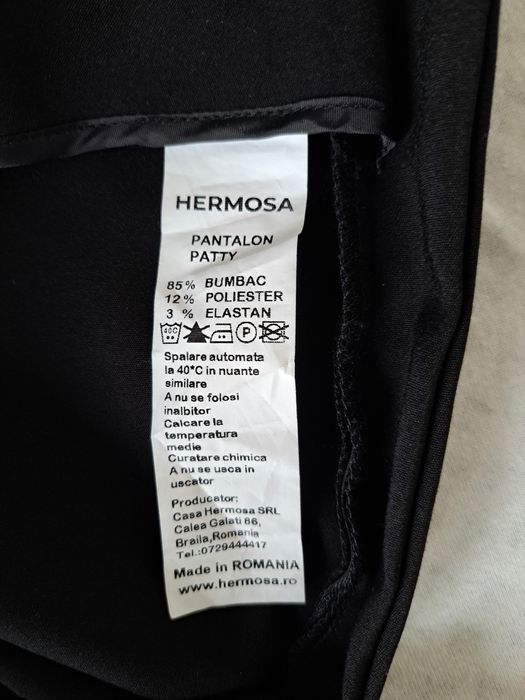 HERMOSA
PANTALON
PATTY
85% BUMBAC
12% POLIESTER
3 % ELASTAN
40C P
Spalare automata
la 40*C in nuante
similare
A nu se folosi
inalbitor
Calcare la
temperatura
medie
Curatare chimica
A nu se usca in
uscator
Producator:
Casa Hermosa SRL
Calea Galati 66,
Braila,Romania
Tel.:0729444417
Made in ROMANIA
www.hermosa.ro